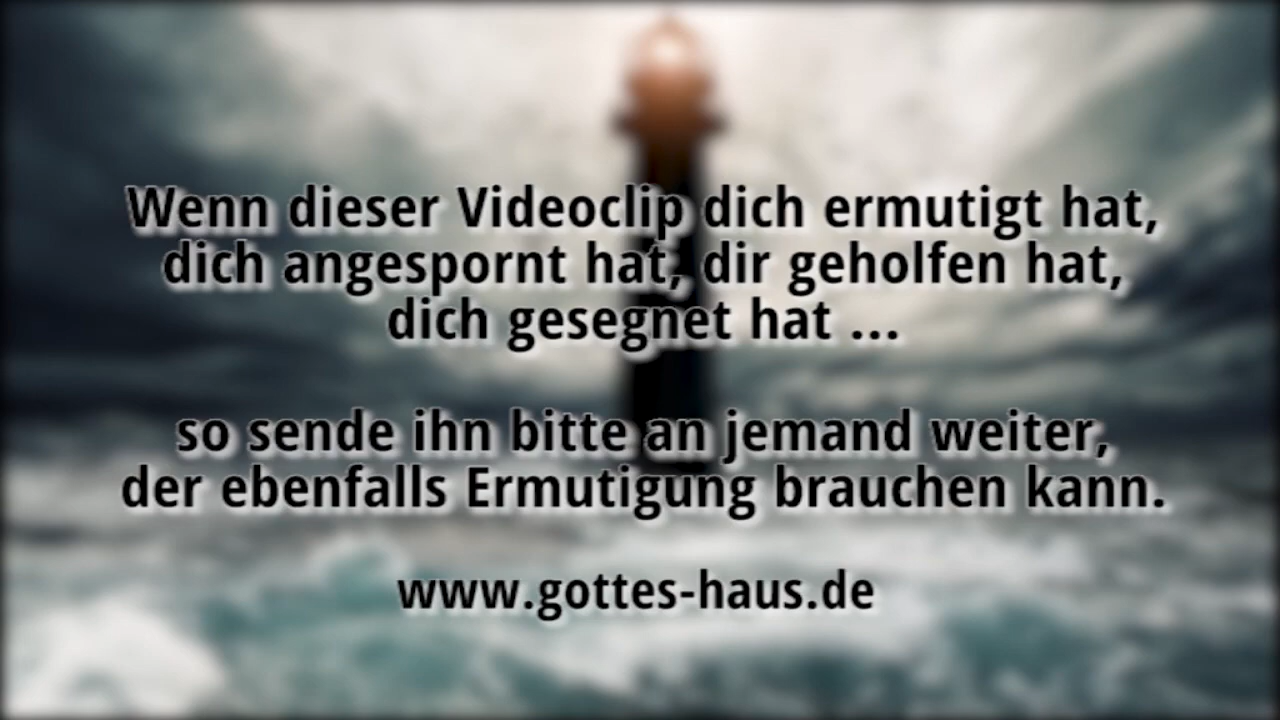 Wenn dieser Videoclip dich ermutigt hat,
dich angespornt hat, dir geholfen hat,
dich gesegnet hat ...
so sende ihn bitte an jemand weiter,
der ebenfalls Ermutigung brauchen kann.
www.gottes-haus.de